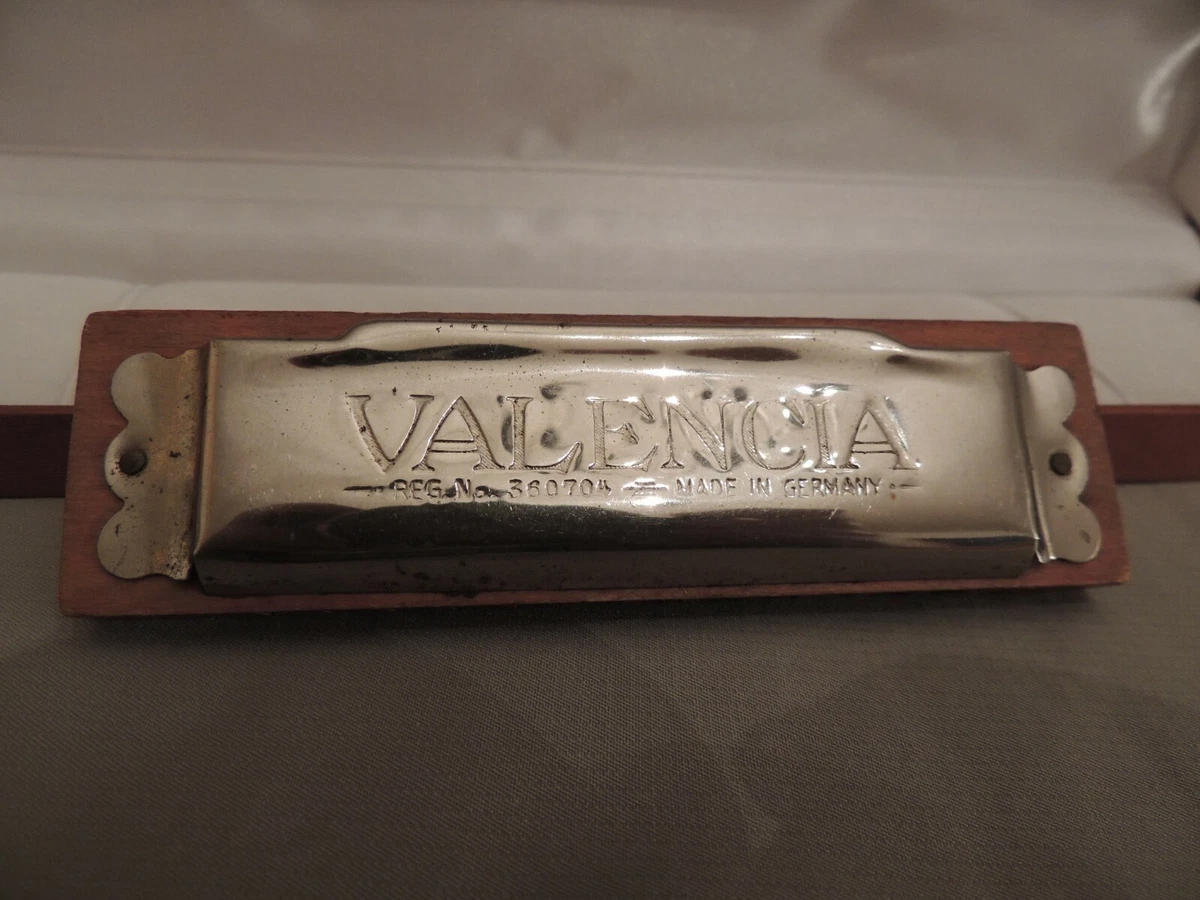 VALENCIA
REG. No. 360704 MADE IN GERMANY